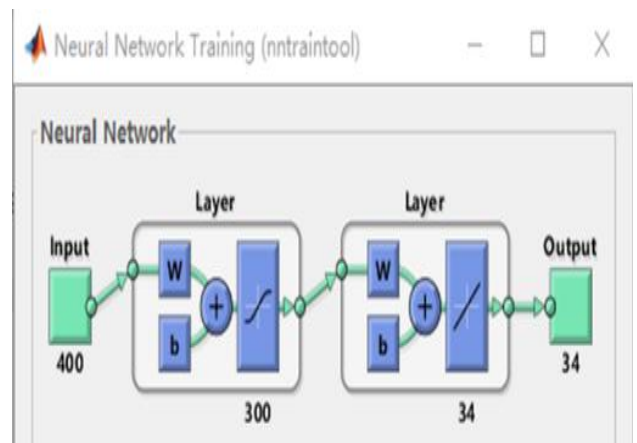 Neural Network Training (nntraintool)
Neural Network
Layer Layer
Input Output
W W
+ +
b b
400 34
300 34